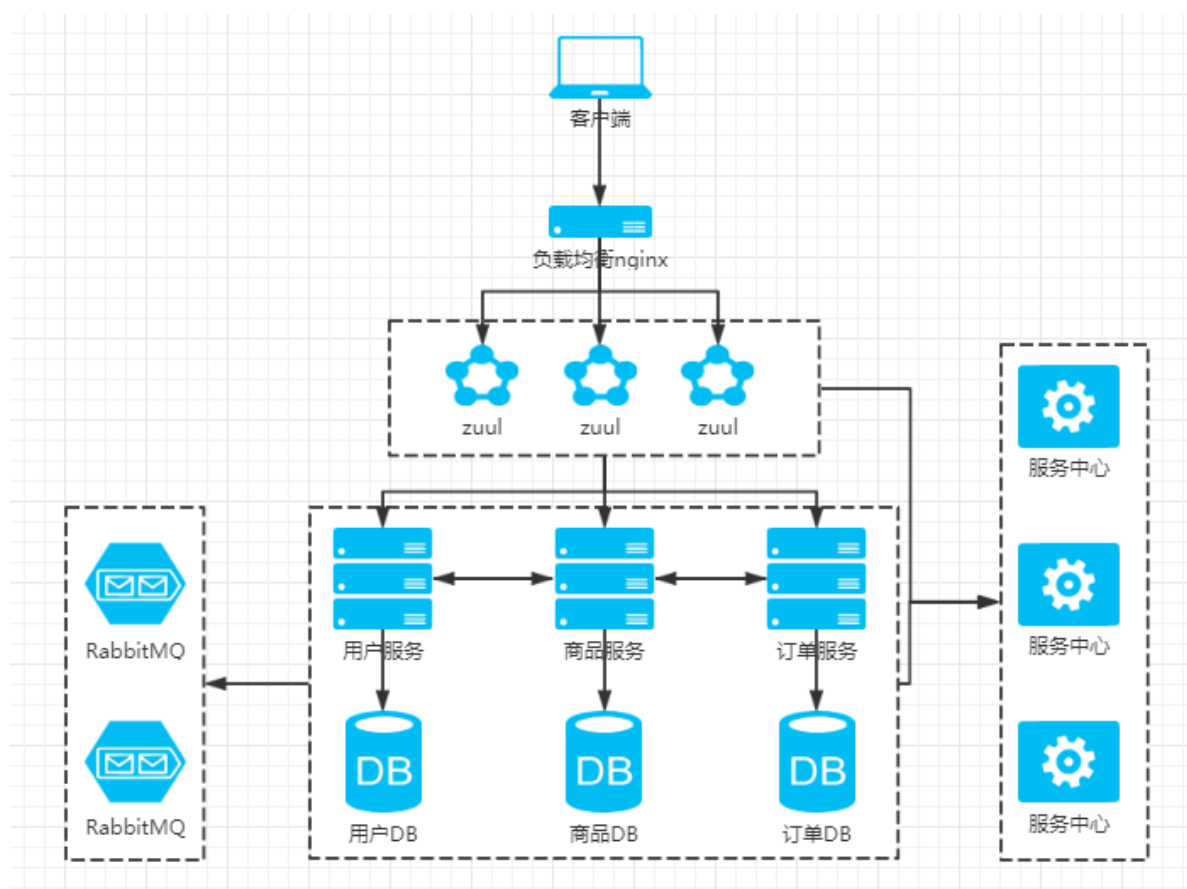 客户端
负载均衡nginx
zuul
zuul
zuul
服务中心
RabbitMQ
用户服务
商品服务
订单服务
服务中心
DB
DB
DB
RabbitMQ
用户DB
商品DB
订单DB
服务中心